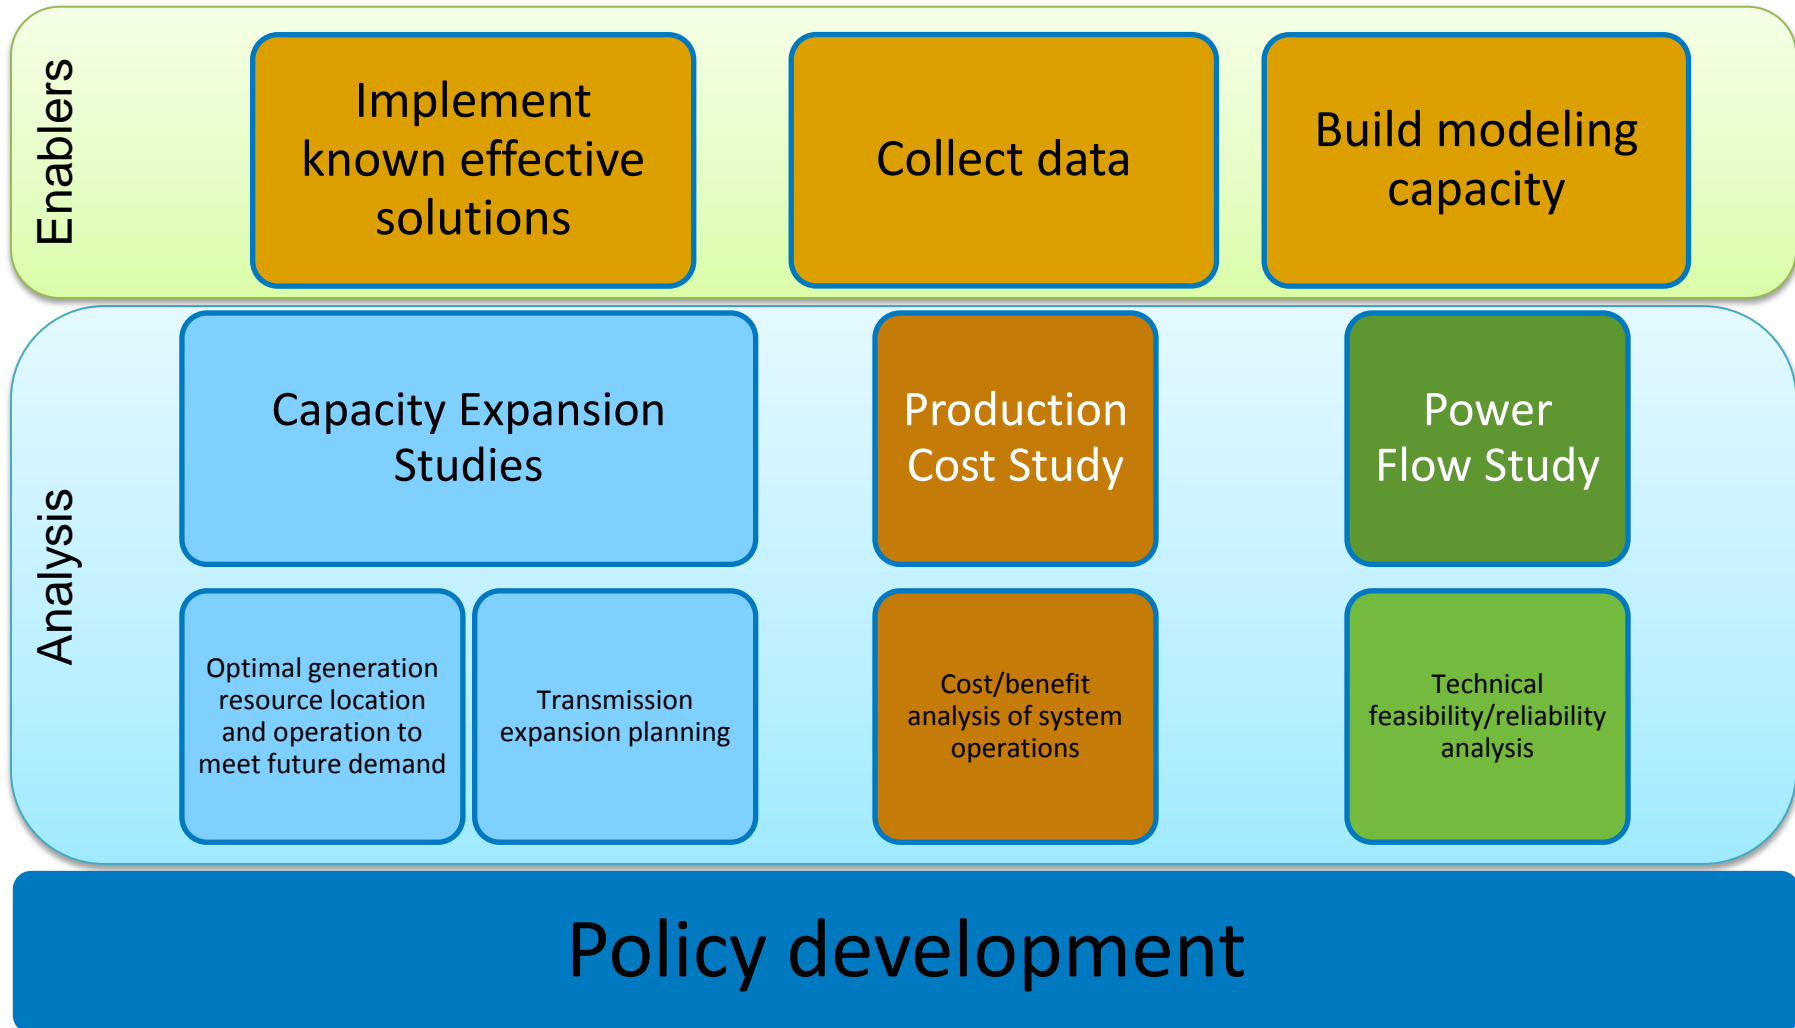 Enablers
Implement
known effective
solutions
Collect data
Build modeling
capacity
Analysis
Capacity Expansion
Studies
Production
Cost Study
Power
Flow Study
Optimal generation
resource location
and operation to
meet future demand
Transmission
expansion planning
Cost/benefit
analysis of system
operations
Technical
feasibility/reliability
analysis
Policy development